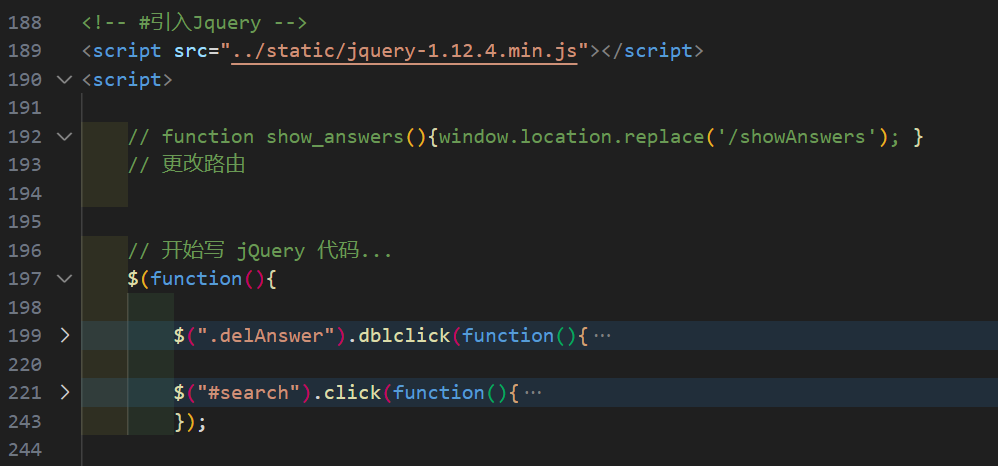 188 <!-- #引入Jquery -->
189 <script src="../static/jquery-1.12.4.min.js"></script>
190 <script>
191
192 // function show_answers(){window.location.replace('/showAnswers'); }
193 // 更改路由
194
195
196 // 开始写 jQuery 代码...
197 $(function(){
198
199 $(".delAnswer").dblclick(function(){ ...
220
221 $("#search").click(function(){ ...
243 });
244